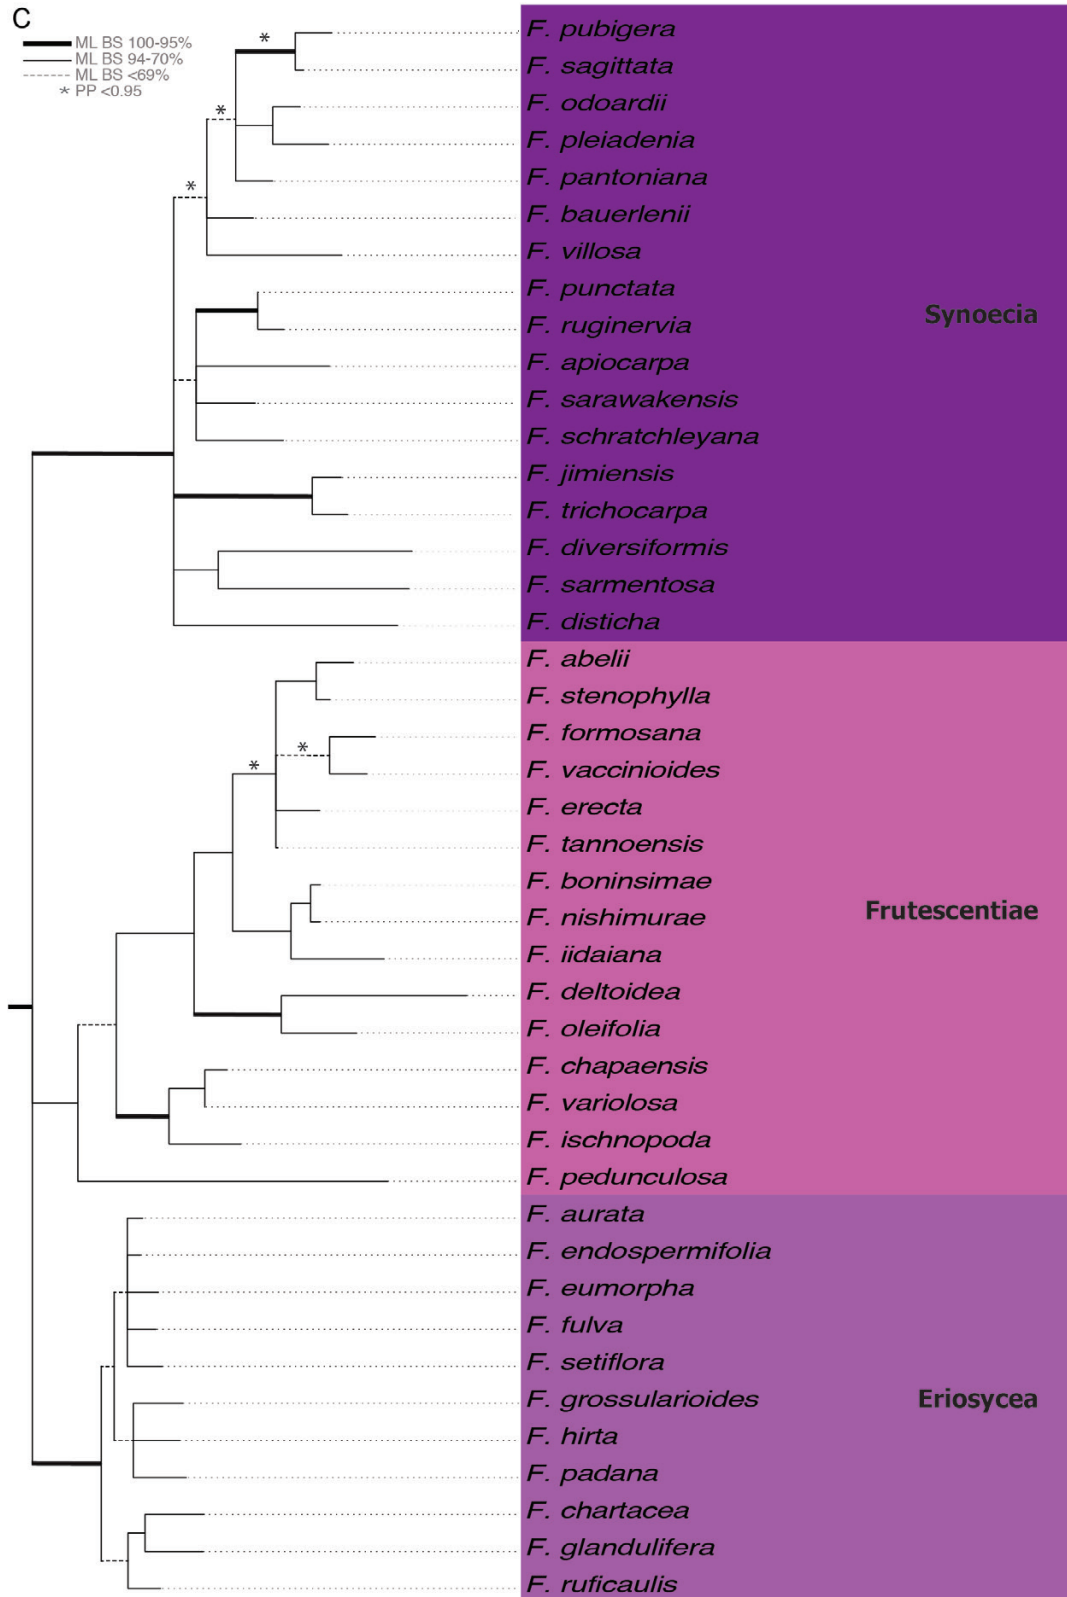 C
ML BS 100-95%
ML BS 94-70%
ML BS <69%
* PP <0.95
*
*
*
*
*
F. pubigera
F. sagittata
F. odoardii
F. pleiadenia
F. pantoniana
F. bauerlenii
F. villosa
F. punctata
F. ruginervia
F. apiocarpa
F. sarawakensis
F. schratchleyana
F. jimiensis
F. trichocarpa
F. diversiformis
F. sarmentosa
F. disticha
Synoecia
F. abelii
F. stenophylla
F. formosana
F. vaccinioides
F. erecta
F. tannoensis
F. boninsimae
F. nishimurae
F. iidaiana
F. deltoidea
F. oleifolia
F. chapaensis
F. variolosa
F. ischnopoda
F. pedunculosa
Frutescentiae
F. aurata
F. endospermifolia
F. eumorpha
F. fulva
F. setiflora
F. grossularioides
F. hirta
F. padana
F. chartacea
F. glandulifera
F. ruficaulis
Eriosycea